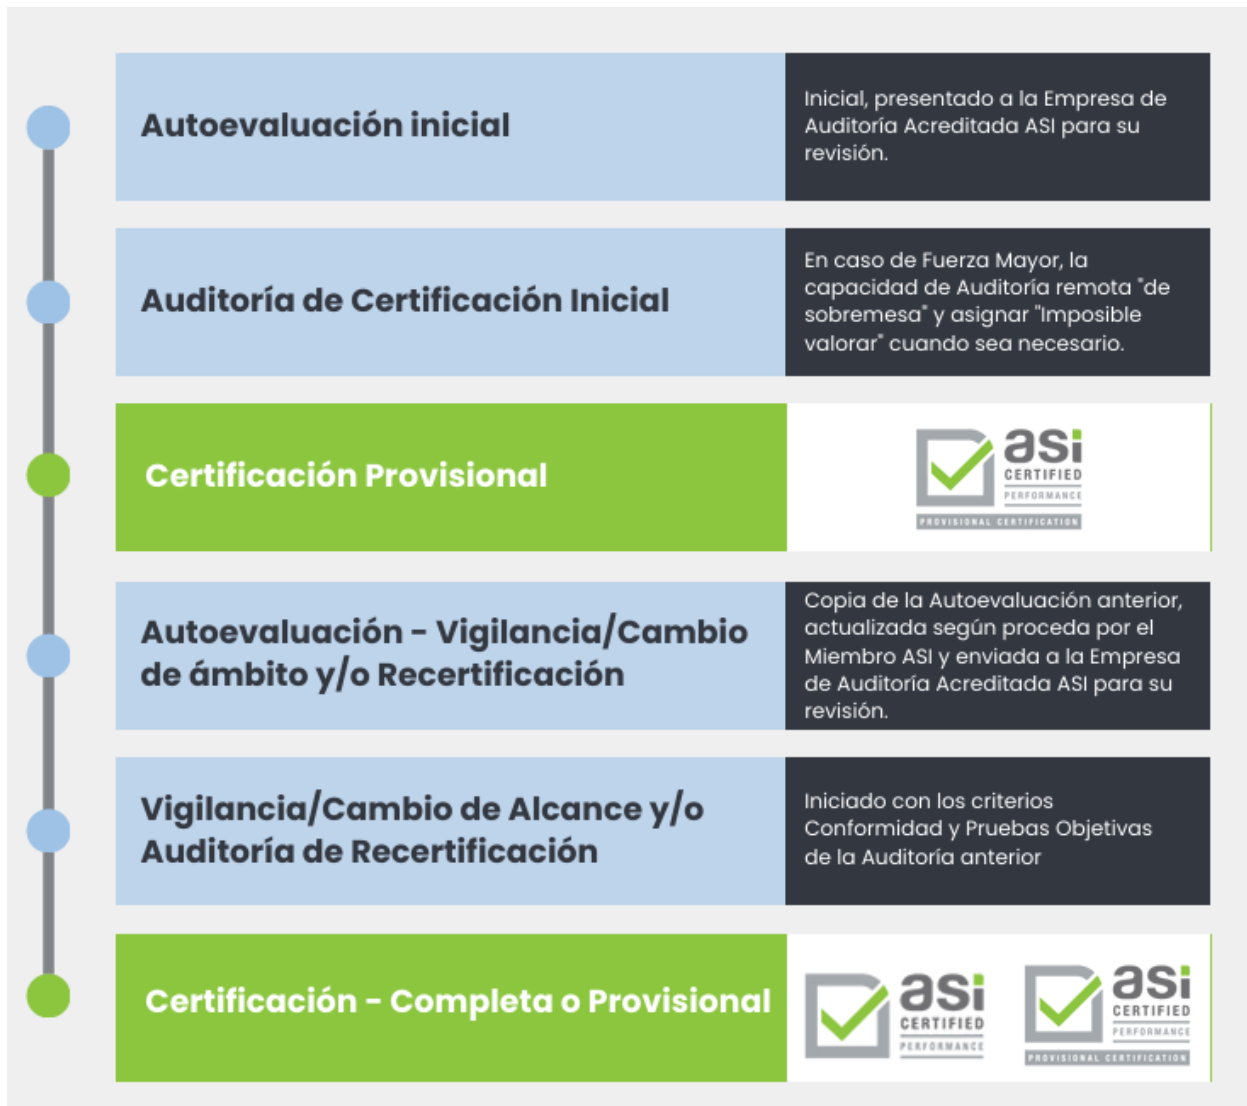 Autoevaluación inicial
Inicial, presentado a la Empresa de
Auditoría Acreditada ASI para su
revisión.
Auditoría de Certificación Inicial
En caso de Fuerza Mayor, la
capacidad de Auditoría remota "de
sobremesa" y asignar "Imposible
valorar" cuando sea necesario.
Certificación Provisional
asi
CERTIFIED
PERFORMANCE
PROVISIONAL CERTIFICATION
Autoevaluación - Vigilancia/Cambio
de ámbito y/o Recertificación
Copia de la Autoevaluación anterior,
actualizada según proceda por el
Miembro ASI y enviada a la Empresa
de Auditoría Acreditada ASI para su
revisión.
Vigilancia/Cambio de Alcance y/o
Auditoría de Recertificación
Iniciado con los criterios
Conformidad y Pruebas Objetivas
de la Auditoría anterior
Certificación - Completa o Provisional
asi
CERTIFIED
PERFORMANCE
asi
CERTIFIED
PERFORMANCE
PROVISIONAL CERTIFICATION